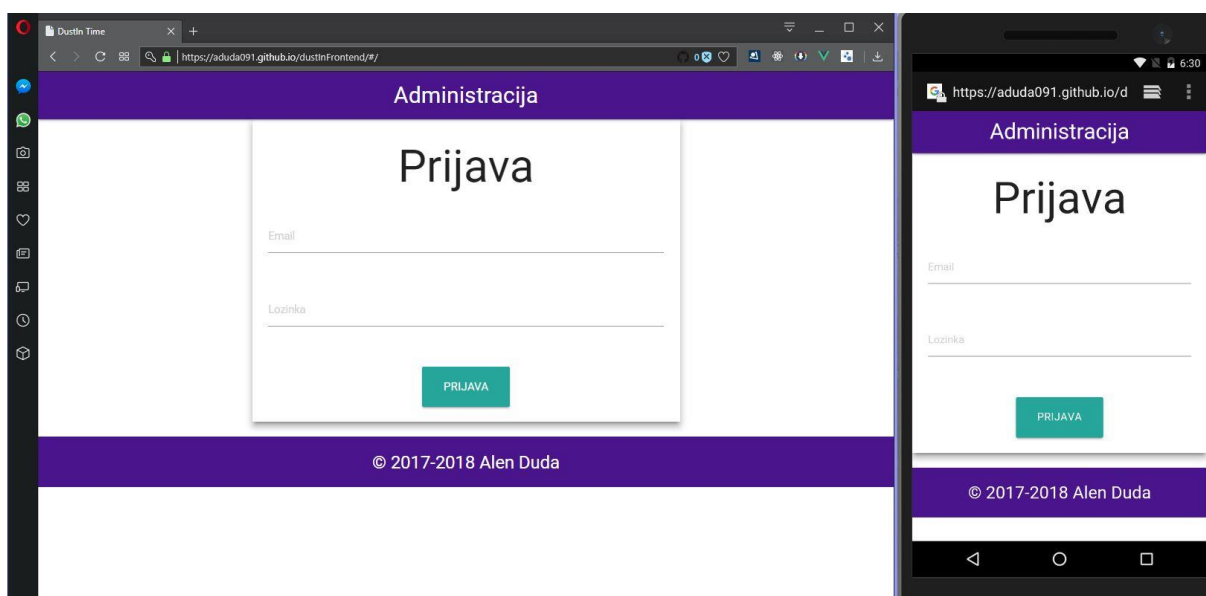 DustIn Time
https://aduda091.github.io/dustInFrontend/#/
0
Administracija
Prijava
Email
Lozinka
PRIJAVA
© 2017-2018 Alen Duda
6:30
https://aduda091.github.io/d
Administracija
Prijava
Email
Lozinka
PRIJAVA
© 2017-2018 Alen Duda